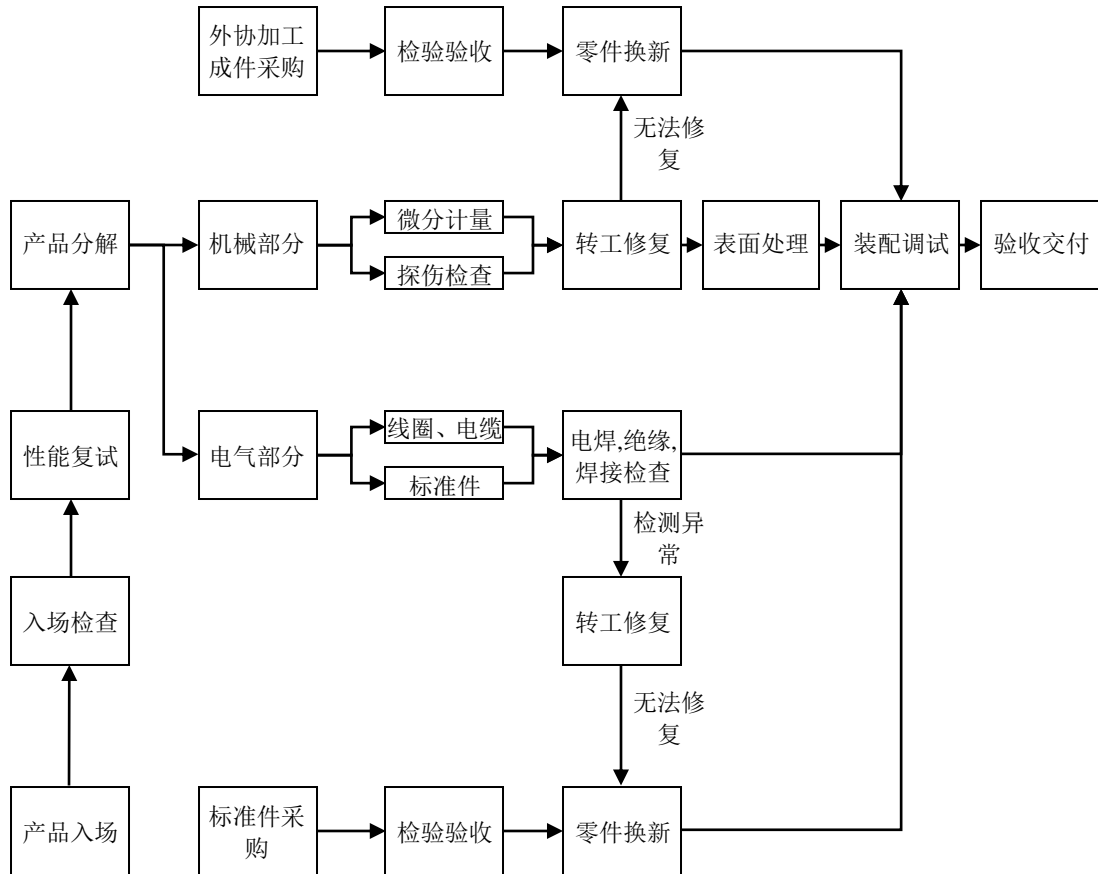 外协加工
成件采购
检验验收
零件换新
无法修
复
产品分解
机械部分
微分计量
探伤检查
转工修复
表面处理
装配调试
验收交付
性能复试
电气部分
线圈、电缆
标准件
电焊,绝缘,
焊接检查
检测异
常
入场检查
转工修复
无法修
复
产品入场
标准件采
购
检验验收
零件换新